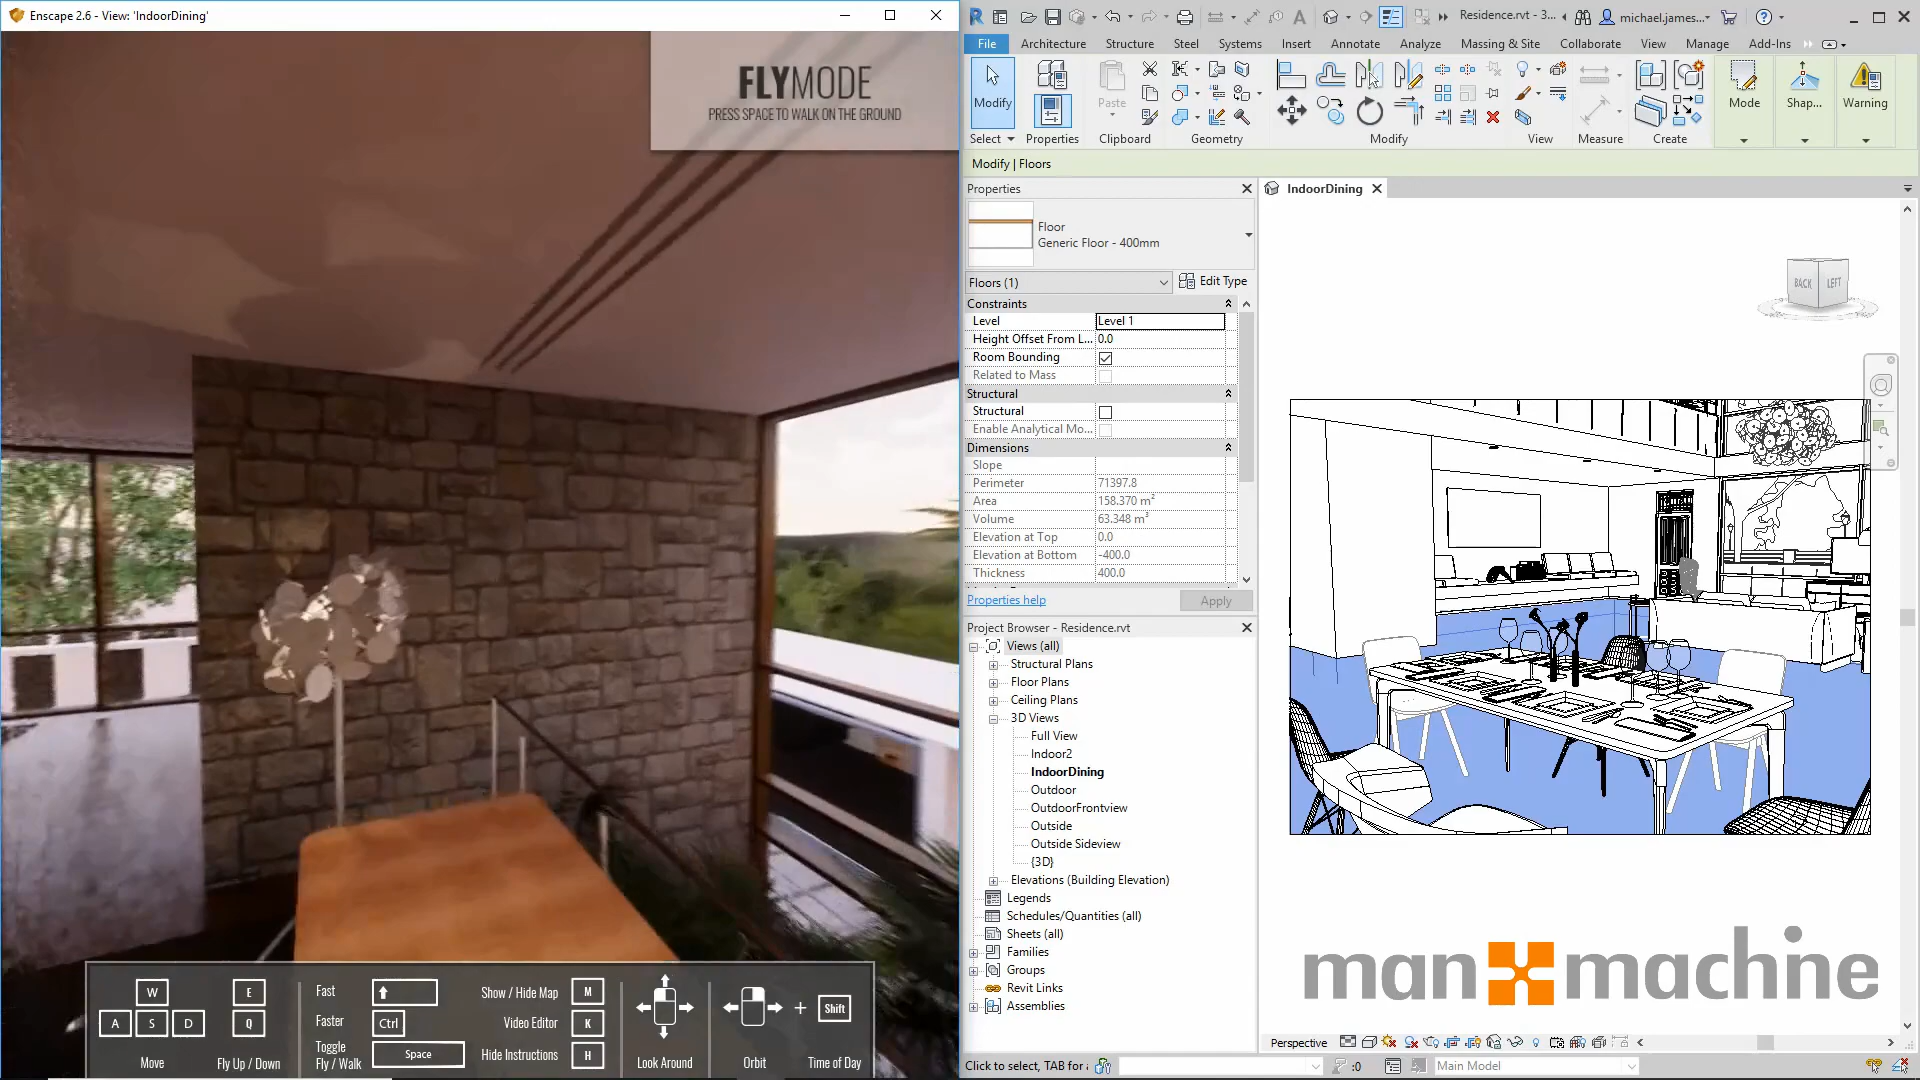 Enscape 2.6 - View: 'IndoorDining'
FLYMODE
PRESS SPACE TO WALK ON THE GROUND
W
A S D
Move
E
Q
Fly Up / Down
Fast
Faster
Ctrl
Toggle
Fly / Walk
Space
Show / Hide Map
M
Video Editor
K
Hide Instructions
H
Look Around
Orbit
+
Shift
Time of Day
Residence.rvt - 3...
michael.james...
File Architecture Structure Steel Systems Insert Annotate Analyze Massing & Site Collaborate View Manage Add-Ins
Modify
Paste
Mode
Shap...
Warning
Select Properties Clipboard Geometry Modify View Measure Create
Modify | Floors
Properties
Floor
Generic Floor - 400mm
Floors (1)
Edit Type
Constraints
Level Level 1
Height Offset From L... 0.0
Room Bounding
Related to Mass
Structural
Structural
Enable Analytical Mo...
Dimensions
Slope
Perimeter 71397.8
Area 158.370 m²
Volume 63.348 m³
Elevation at Top 0.0
Elevation at Bottom -400.0
Thickness 400.0
Properties help
Apply
Project Browser - Residence.rvt
Views (all)
Structural Plans
Floor Plans
Ceiling Plans
3D Views
Full View
Indoor2
IndoorDining
Outdoor
OutdoorFrontview
Outside
Outside Sideview
{3D}
Elevations (Building Elevation)
Legends
Schedules/Quantities (all)
Sheets (all)
Families
Groups
Revit Links
Assemblies
IndoorDining
BACK LEFT
man machine
Perspective
Click to select, TAB for a
:0
Main Model